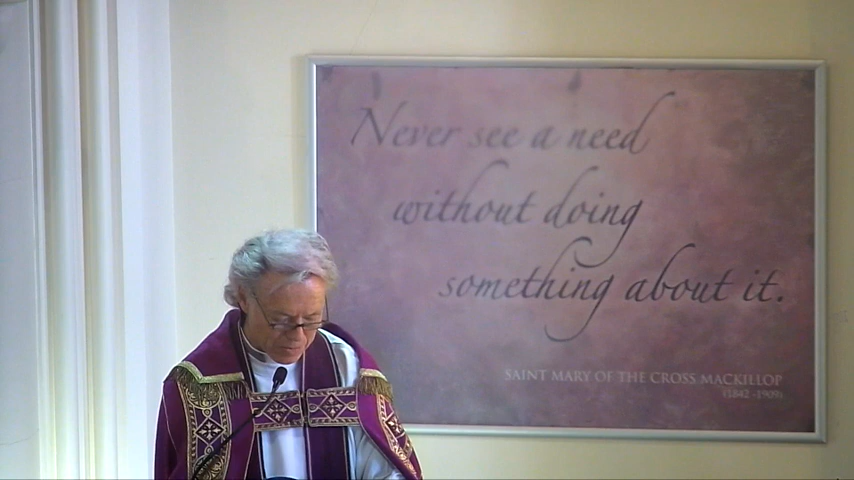 Never see a need
without doing
something about it.
SAINT MARY OF THE CROSS MACKILLOP
(1842 -1909)